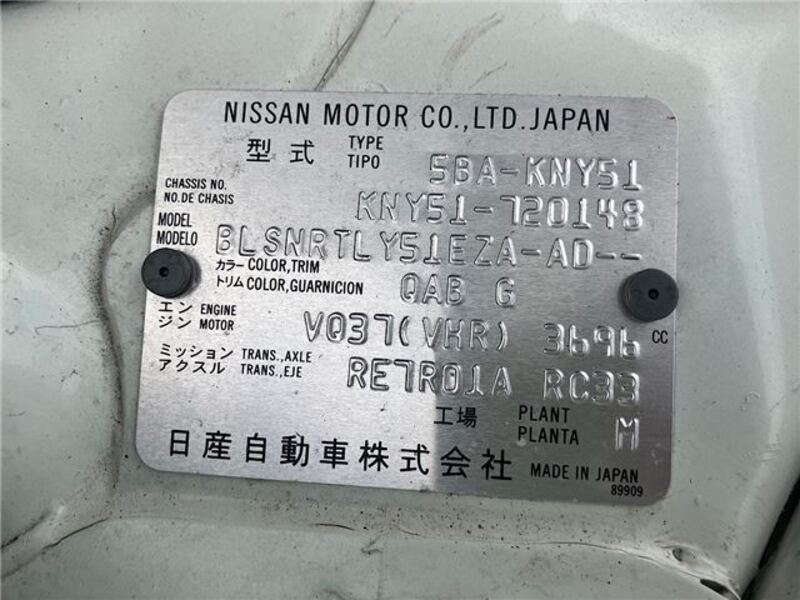 NISSAN MOTOR CO.,LTD.JAPAN
型式 TYPE TIPO 5BA-KNY51
CHASSIS NO. NO.DE CHASIS KNY51-720148
MODEL MODELO BLSNRTLY51EZA-AD--
カラー COLOR,TRIM
トリム COLOR,GUARNICION QAB G
エンジン ENGINE MOTOR VQ37(VHR) 3696 CC
ミッション TRANS.,AXLE
アクスル TRANS.,EJE RE7R01A RC33
工場 PLANT PLANTA M
日産自動車株式会社 MADE IN JAPAN
89909